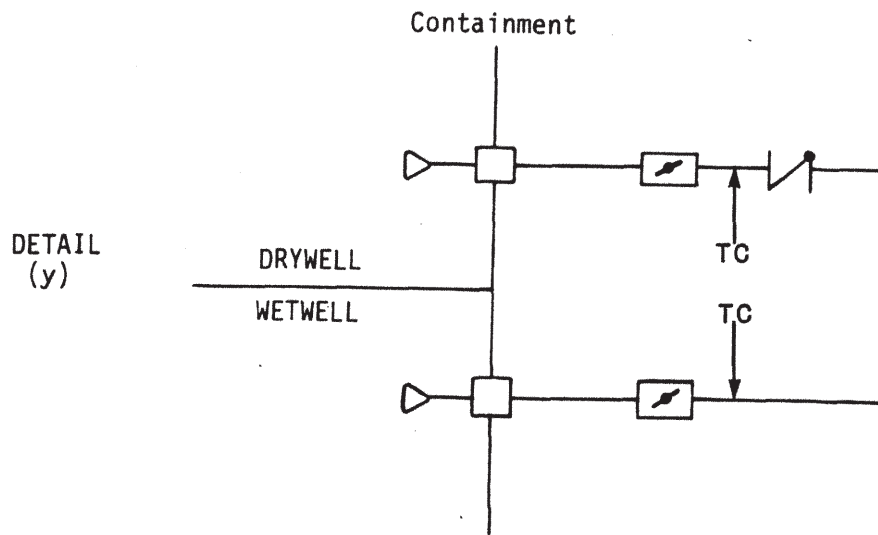 Containment
DETAIL
(y)
DRYWELL
WETWELL
TC
TC